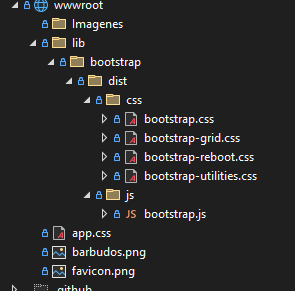 wwwroot
Imagenes
lib
bootstrap
dist
css
bootstrap.css
bootstrap-grid.css
bootstrap-reboot.css
bootstrap-utilities.css
js
JS bootstrap.js
app.css
barbudos.png
favicon.png
.github